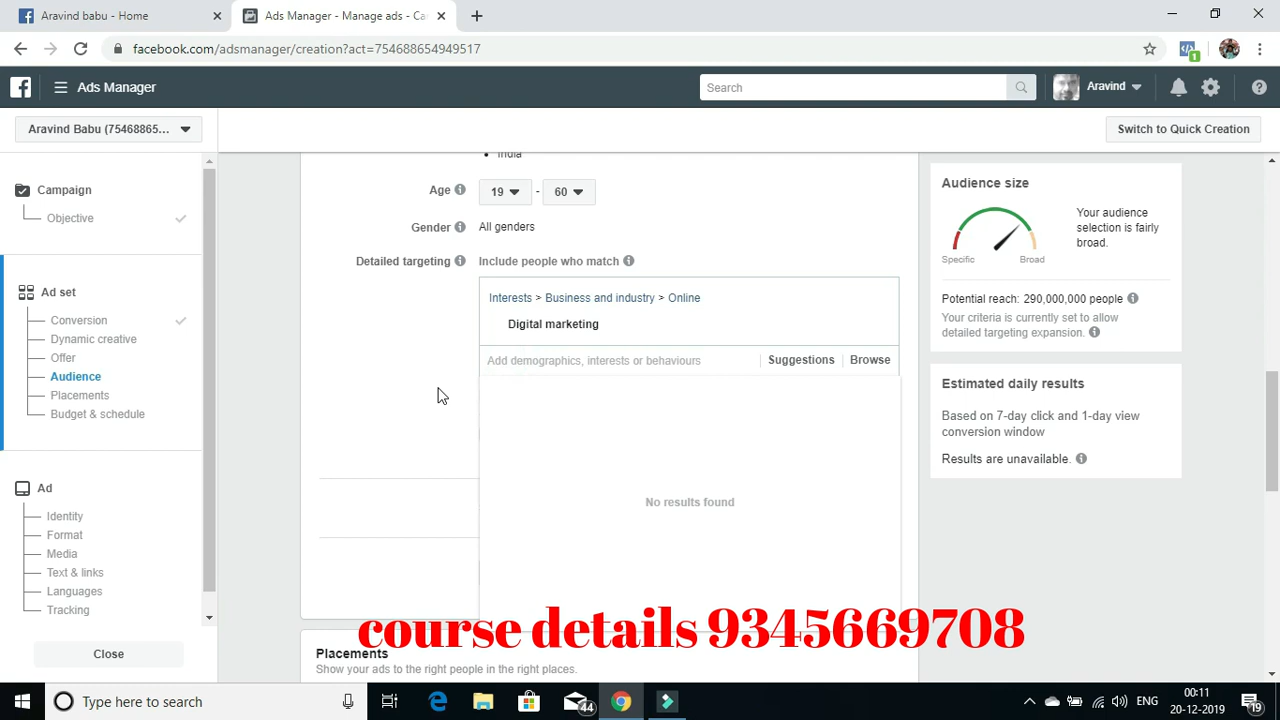 Aravind babu - Home
Ads Manager - Manage ads - Ca
facebook.com/adsmanager/creation?act=754688654949517
1
Ads Manager
Search
Aravind
Aravind Babu (75468865...
Switch to Quick Creation
Campaign
Objective
Ad set
Conversion
Dynamic creative
Offer
Audience
Placements
Budget & schedule
Ad
Identity
Format
Media
Text & links
Languages
Tracking
Close
India
Age
19
-
60
Gender
All genders
Detailed targeting
Include people who match
Interests > Business and industry > Online
Digital marketing
Add demographics, interests or behaviours
Suggestions
Browse
No results found
Placements
Show your ads to the right people in the right places.
Audience size
Specific
Broad
Your audience
selection is fairly
broad.
Potential reach: 290,000,000 people
Your criteria is currently set to allow
detailed targeting expansion.
Estimated daily results
Based on 7-day click and 1-day view
conversion window
Results are unavailable.
course details 9345669708
Type here to search
44
ENG
00:11
20-12-2019
19